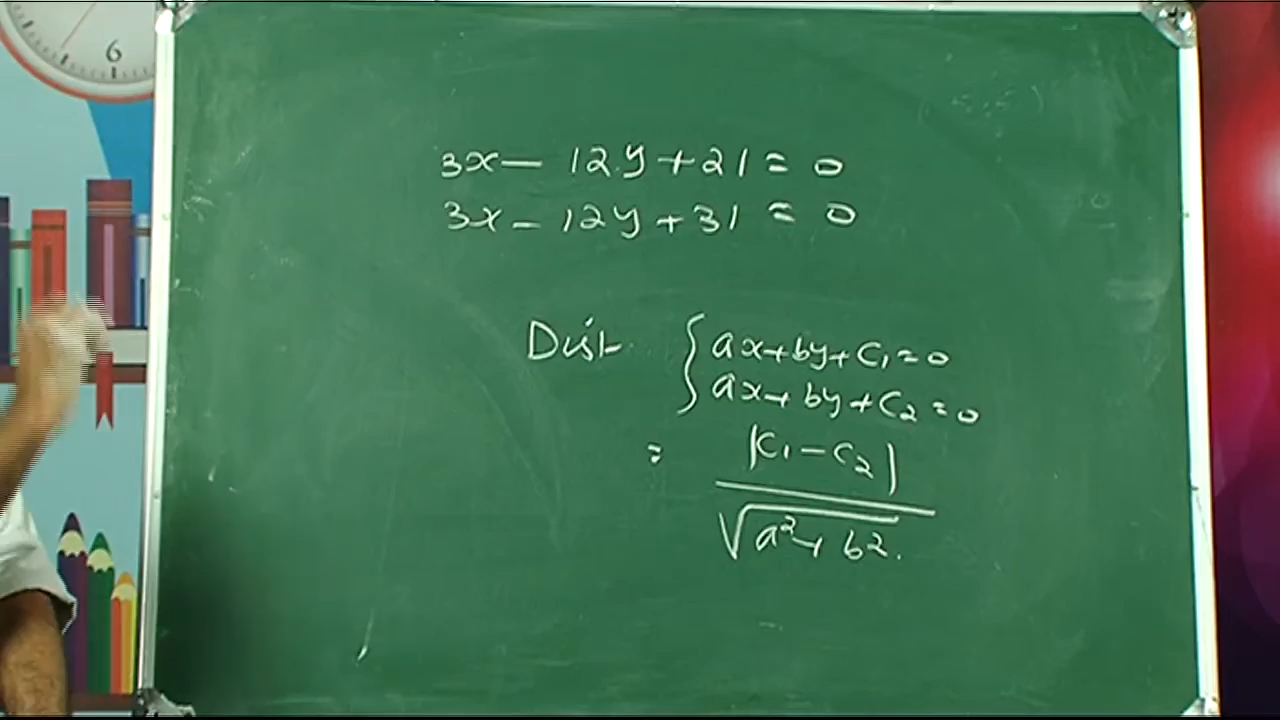 6
3x - 12y + 21 = 0
3x - 12y + 31 = 0
Dist { ax + by + c₁ = 0
ax + by + c₂ = 0
= |c₁ - c₂|
√a² + b².